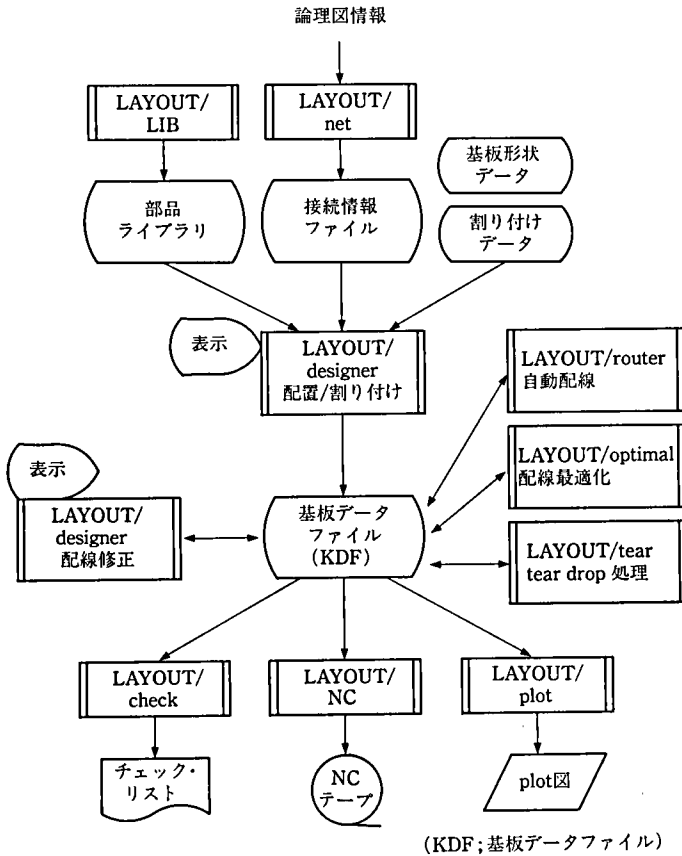 論理図情報
LAYOUT/
LIB
LAYOUT/
net
部品
ライブラリ
接続情報
ファイル
基板形状
データ
割り付け
データ
表示
LAYOUT/
designer
配置/割り付け
LAYOUT/router
自動配線
LAYOUT/optimal
配線最適化
LAYOUT/tear
tear drop 処理
表示
LAYOUT/
designer
配線修正
基板データ
ファイル
(KDF)
LAYOUT/
check
LAYOUT/
NC
LAYOUT/
plot
チェック・
リスト
NC
テープ
plot図
(KDF;基板データファイル)